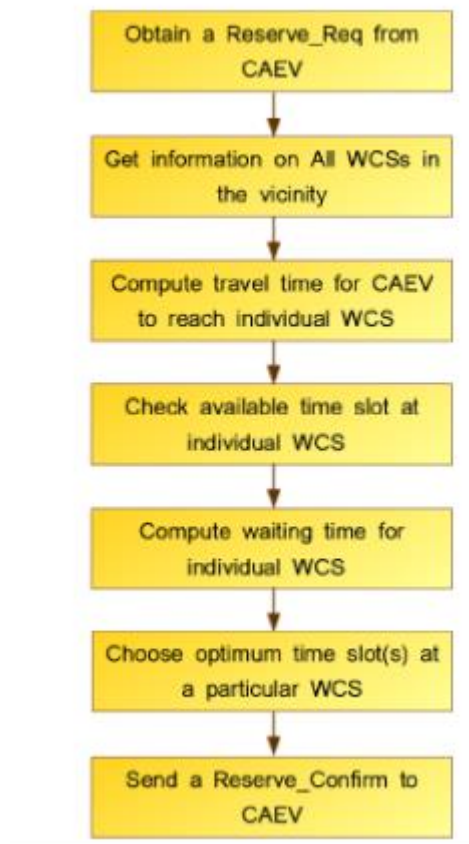 Obtain a Reserve_Req from
CAEV
Get information on All WCSs in
the vicinity
Compute travel time for CAEV
to reach individual WCS
Check available time slot at
individual WCS
Compute waiting time for
individual WCS
Choose optimum time slot(s) at
a particular WCS
Send a Reserve_Confirm to
CAEV